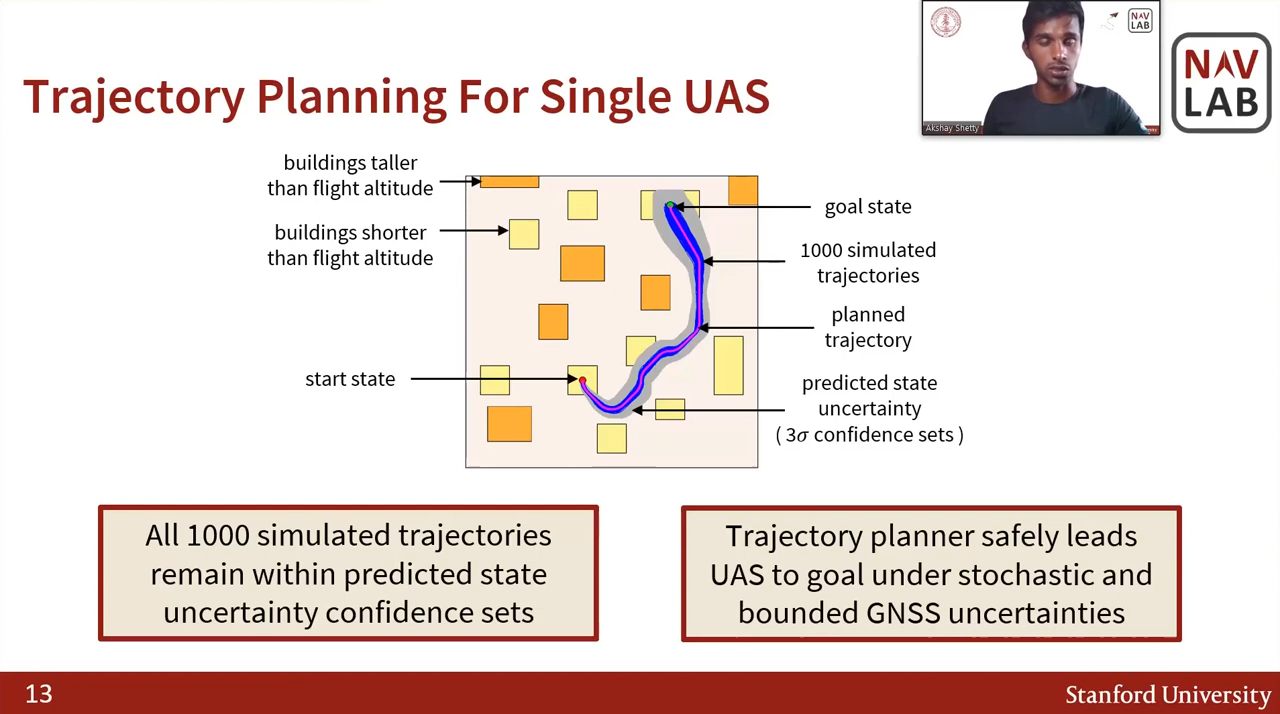 Trajectory Planning For Single UAS
NAV
LAB
Akshay Shetty
NAV
LAB
buildings taller
than flight altitude
buildings shorter
than flight altitude
start state
goal state
1000 simulated
trajectories
planned
trajectory
predicted state
uncertainty
( 3σ confidence sets )
All 1000 simulated trajectories
remain within predicted state
uncertainty confidence sets
Trajectory planner safely leads
UAS to goal under stochastic and
bounded GNSS uncertainties
13
Stanford University